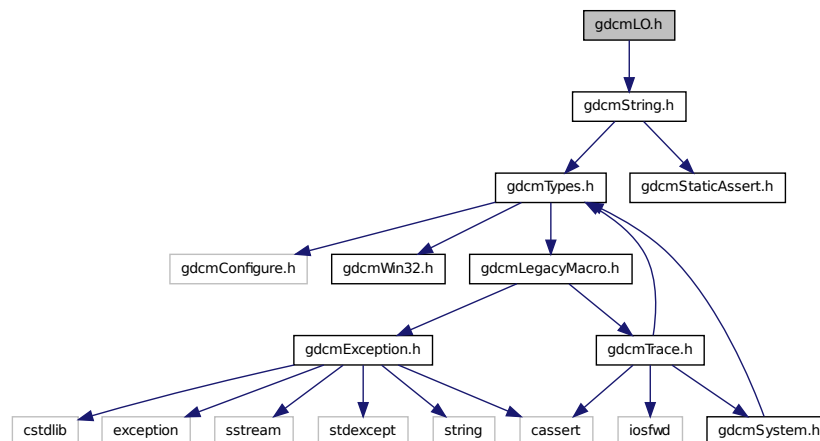 gdcmLO.h
gdcmString.h
gdcmTypes.h
gdcmStaticAssert.h
gdcmConfigure.h
gdcmWin32.h
gdcmLegacyMacro.h
gdcmException.h
gdcmTrace.h
cstdlib
exception
sstream
stdexcept
string
cassert
iosfwd
gdcmSystem.h